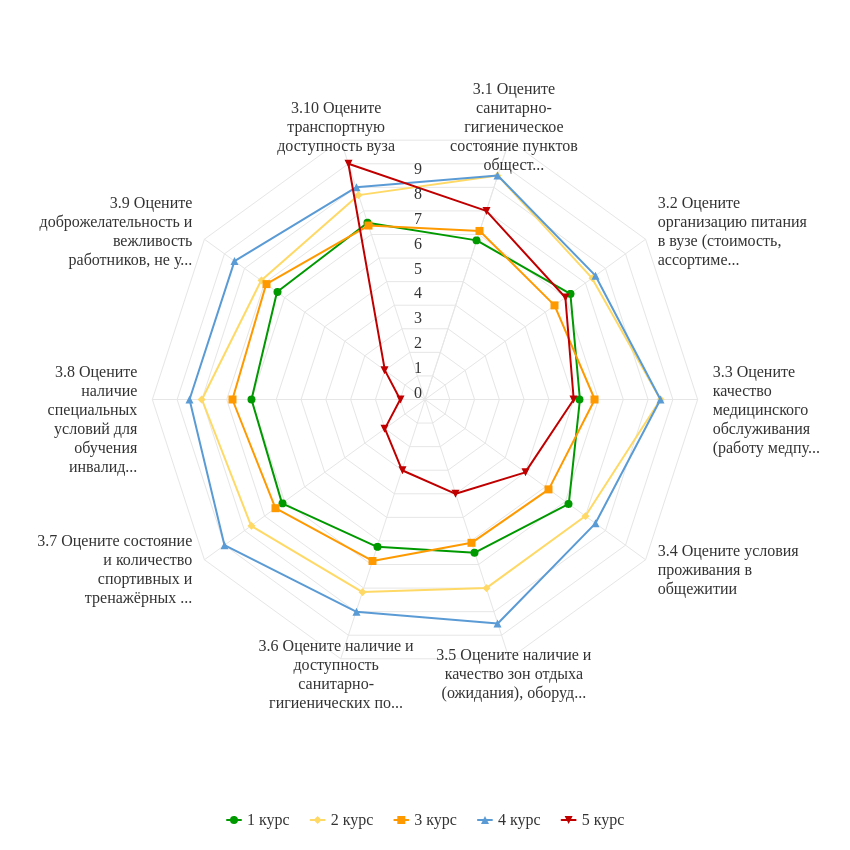 3.1 Оцените
санитарно-
гигиеническое
состояние пунктов
общест...
3.10 Оцените
транспортную
доступность вуза
3.9 Оцените
доброжелательность и
вежливость
работников, не у...
3.2 Оцените
организацию питания
в вузе (стоимость,
ассортиме...
9
8
7
6
5
4
3
2
1
0
3.8 Оцените
наличие
специальных
условий для
обучения
инвалид...
3.3 Оцените
качество
медицинского
обслуживания
(работу медпу...
3.7 Оцените состояние
и количество
спортивных и
тренажёрных ...
3.4 Оцените условия
проживания в
общежитии
3.6 Оцените наличие и
доступность
санитарно-
гигиенических по...
3.5 Оцените наличие и
качество зон отдыха
(ожидания), оборуд...
1 курс 2 курс 3 курс 4 курс 5 курс